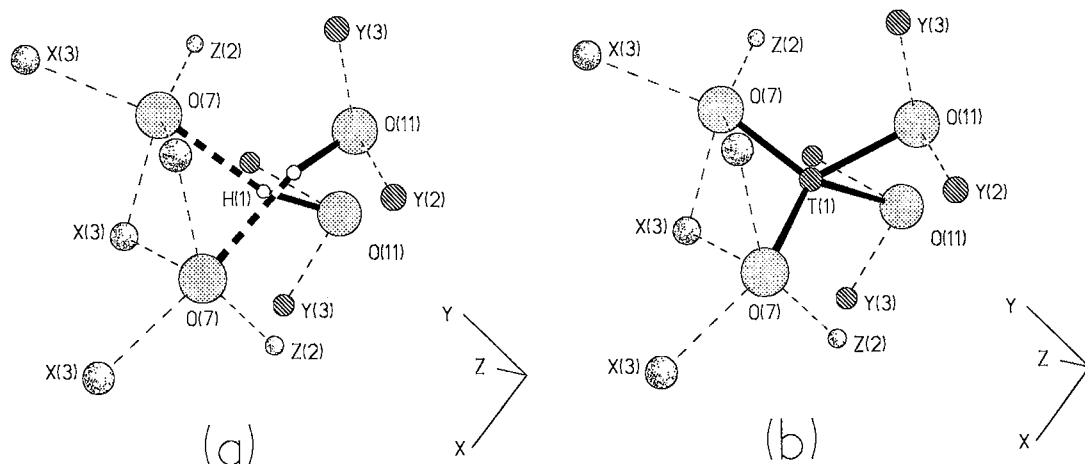 Y(3)
X(3)
Z(2)
O(7)
O(11)
H(1)
Y(2)
X(3)
O(11)
O(7)
Y(3)
Z(2)
X(3)
Y
Z
X
(a)
Y(3)
X(3)
Z(2)
O(7)
O(11)
Y(2)
T(1)
X(3)
O(11)
O(7)
Y(3)
Z(2)
X(3)
Y
Z
X
(b)